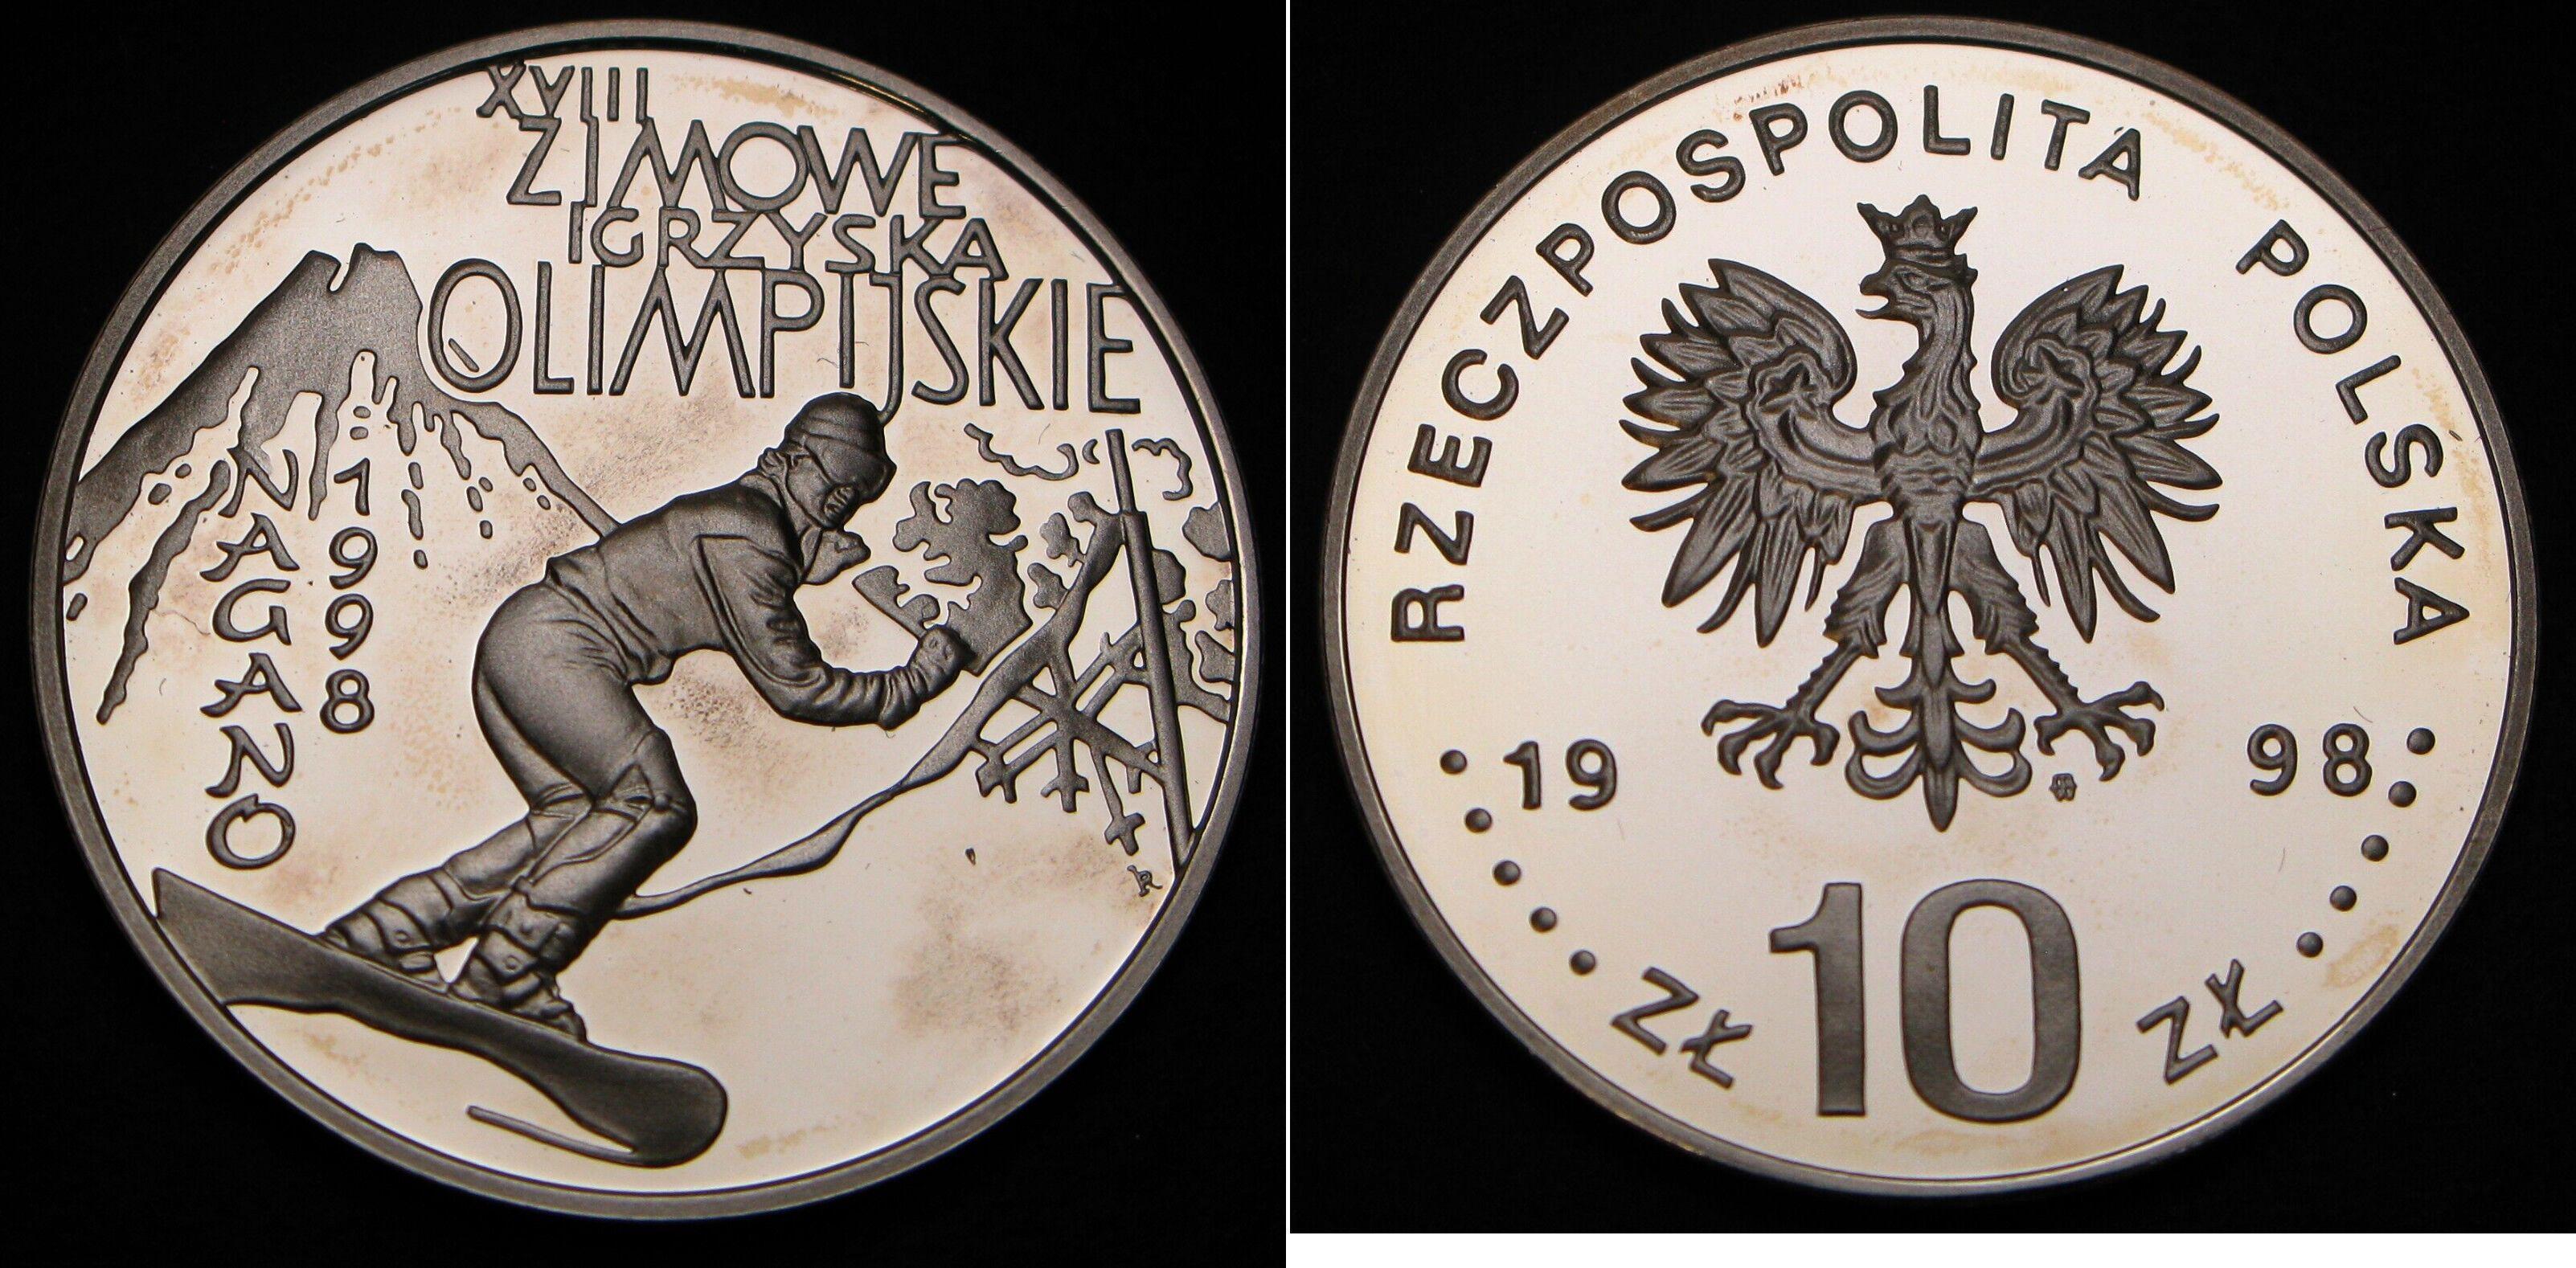 XVIII
ZIMOWE
IGRZYSKA
OLIMPIJSKIE
NAGANO
1998
RZECZPOSPOLITA POLSKA
19 98
ZŁ 10 ZŁ